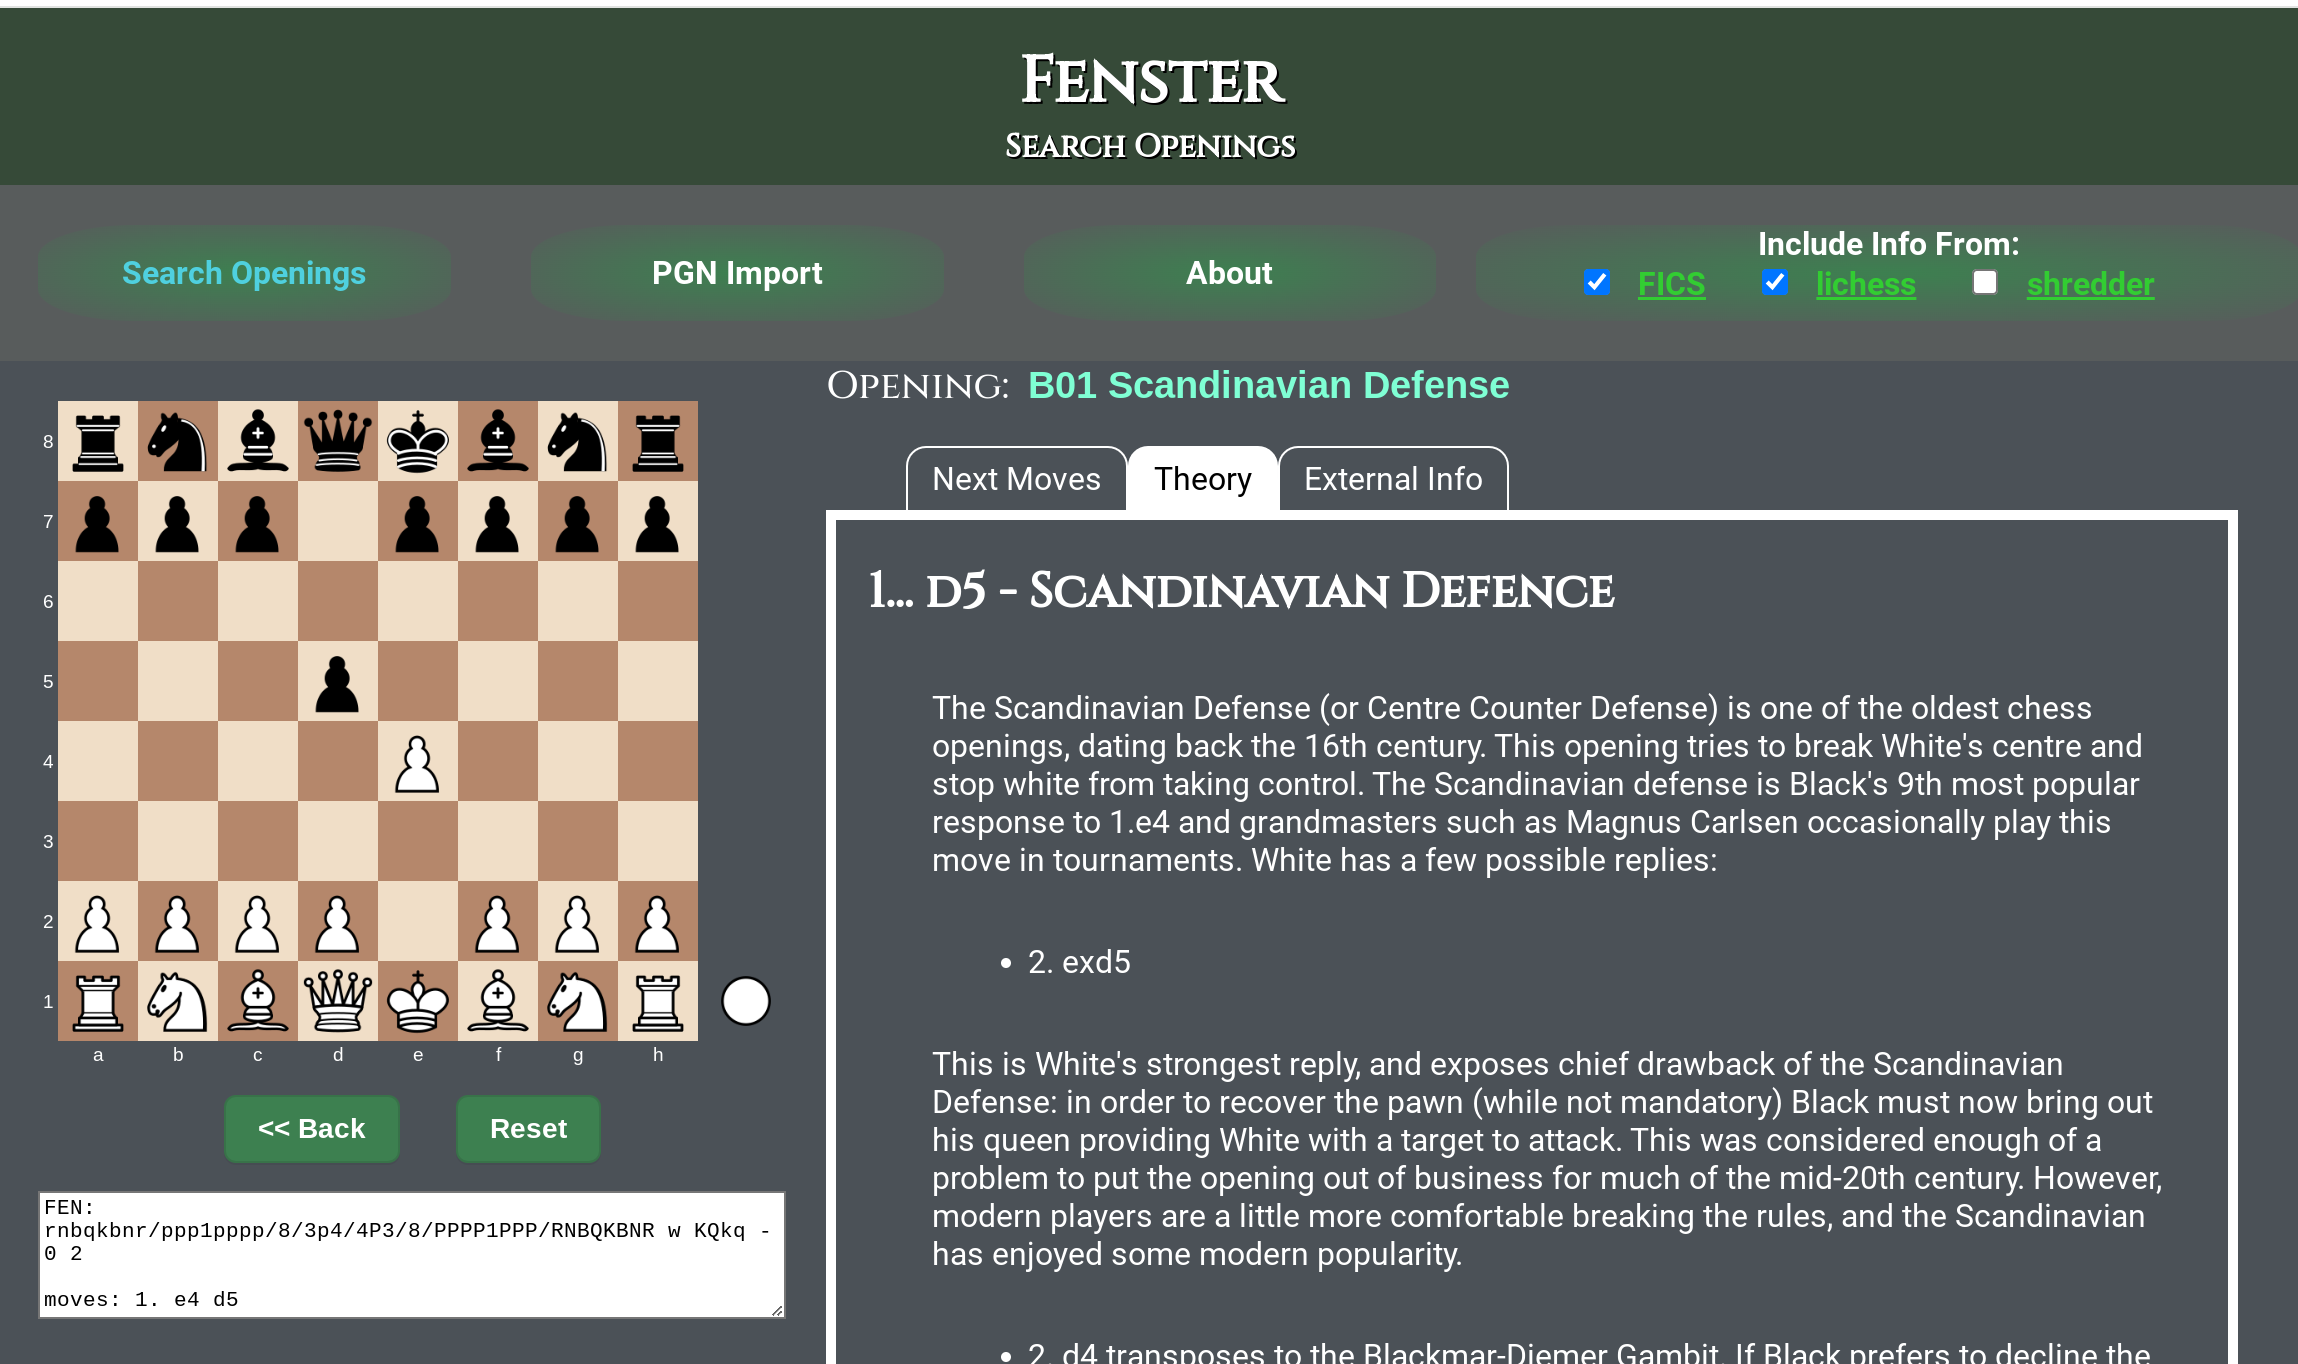 Fenster
Search Openings
Search Openings
PGN Import
About
Include Info From:
FICS
lichess
shredder
Opening: B01 Scandinavian Defense
Next Moves
Theory
External Info
8
7
6
5
4
3
2
1
a b c d e f g h
<< Back
Reset
FEN:
rnbqkbnr/ppp1pppp/8/3p4/4P3/8/PPPP1PPP/RNBQKBNR w KQkq -
0 2
moves: 1. e4 d5
1... d5 - Scandinavian Defence
The Scandinavian Defense (or Centre Counter Defense) is one of the oldest chess
openings, dating back the 16th century. This opening tries to break White's centre and
stop white from taking control. The Scandinavian defense is Black's 9th most popular
response to 1.e4 and grandmasters such as Magnus Carlsen occasionally play this
move in tournaments. White has a few possible replies:
• 2. exd5
This is White's strongest reply, and exposes chief drawback of the Scandinavian
Defense: in order to recover the pawn (while not mandatory) Black must now bring out
his queen providing White with a target to attack. This was considered enough of a
problem to put the opening out of business for much of the mid-20th century. However,
modern players are a little more comfortable breaking the rules, and the Scandinavian
has enjoyed some modern popularity.
• 2. d4 transposes to the Blackmar-Diemer Gambit. If Black prefers to decline the